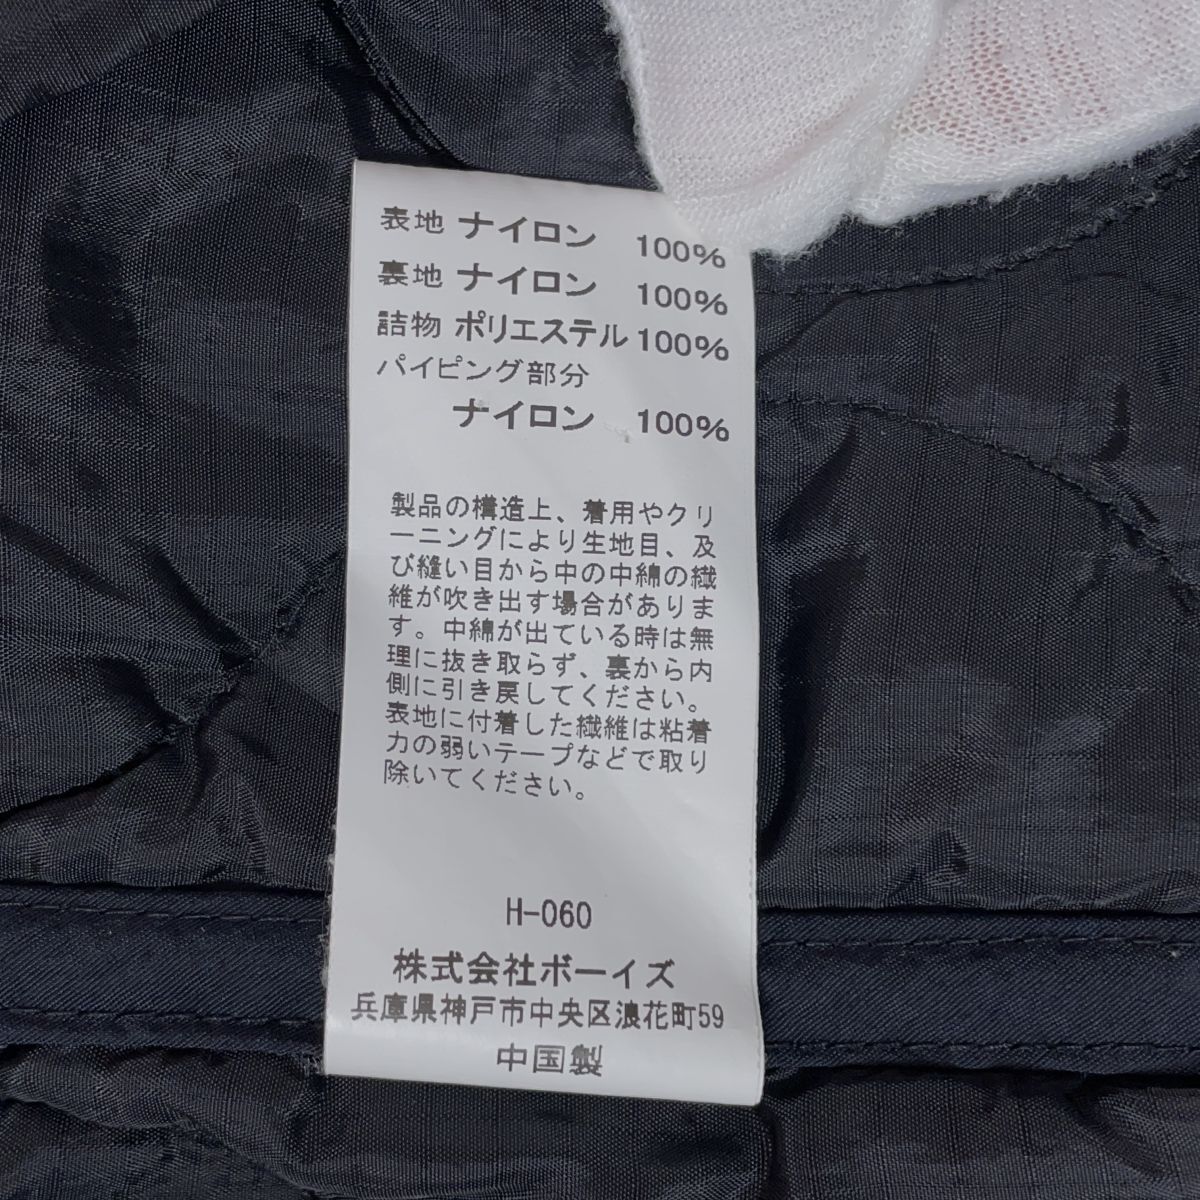 表地 ナイロン 100%
裏地 ナイロン 100%
詰物 ポリエステル 100%
パイピング部分
ナイロン 100%
製品の構造上、着用やクリ
ーニングにより生地目、及
び縫い目から中の中綿の繊
維が吹き出す場合がありま
す。中綿が出ている時は無
理に抜き取らず、裏から内
側に引き戻してください。
表地に付着した繊維は粘着
力の弱いテープなどで取り
除いてください。
H-060
株式会社ボーイズ
兵庫県神戸市中央区浪花町59
中国製